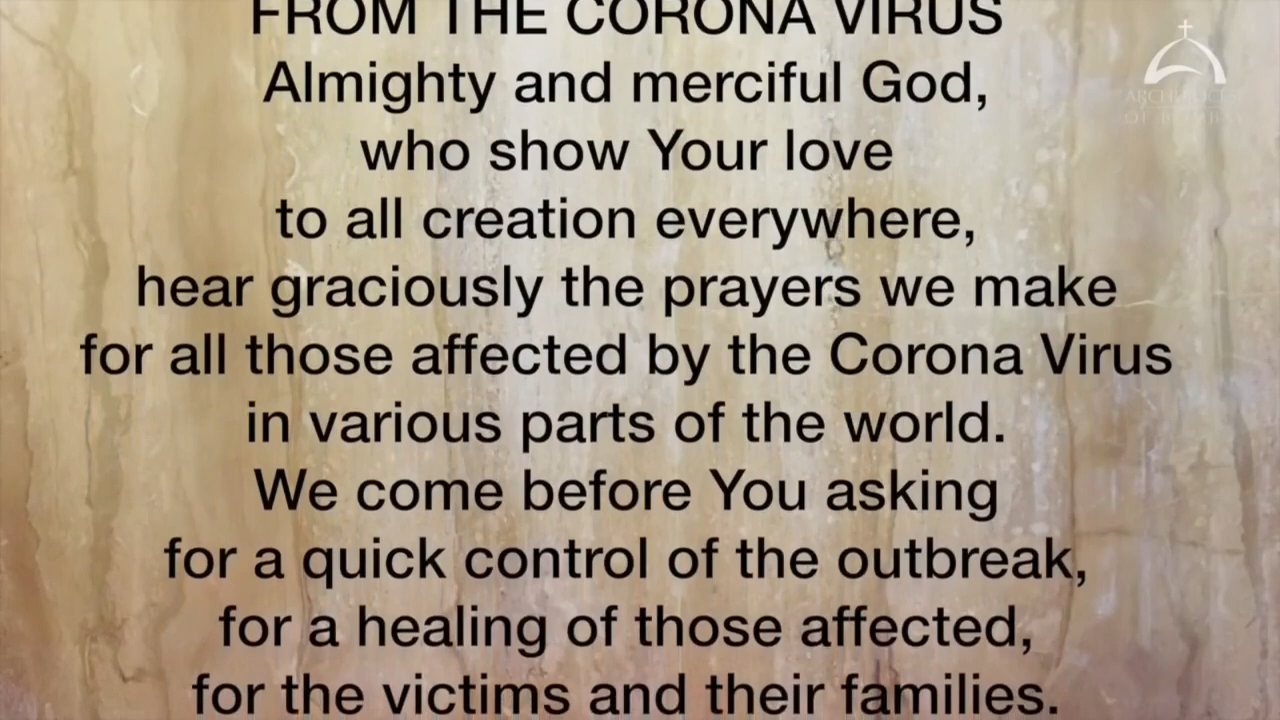 FROM THE CORONA VIRUS
Almighty and merciful God,
who show Your love
to all creation everywhere,
hear graciously the prayers we make
for all those affected by the Corona Virus
in various parts of the world.
We come before You asking
for a quick control of the outbreak,
for a healing of those affected,
for the victims and their families.
ARCHDIOCESE
OF BOMBAY